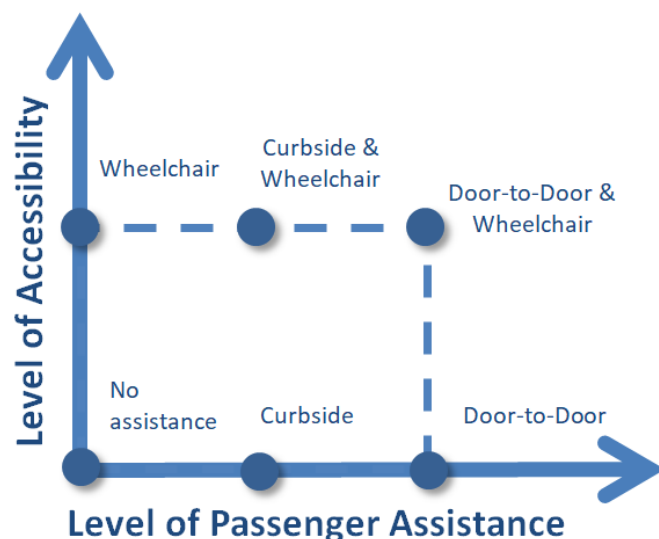 Level of Accessibility
Wheelchair
Curbside &
Wheelchair
Door-to-Door &
Wheelchair
No
assistance
Curbside
Door-to-Door
Level of Passenger Assistance